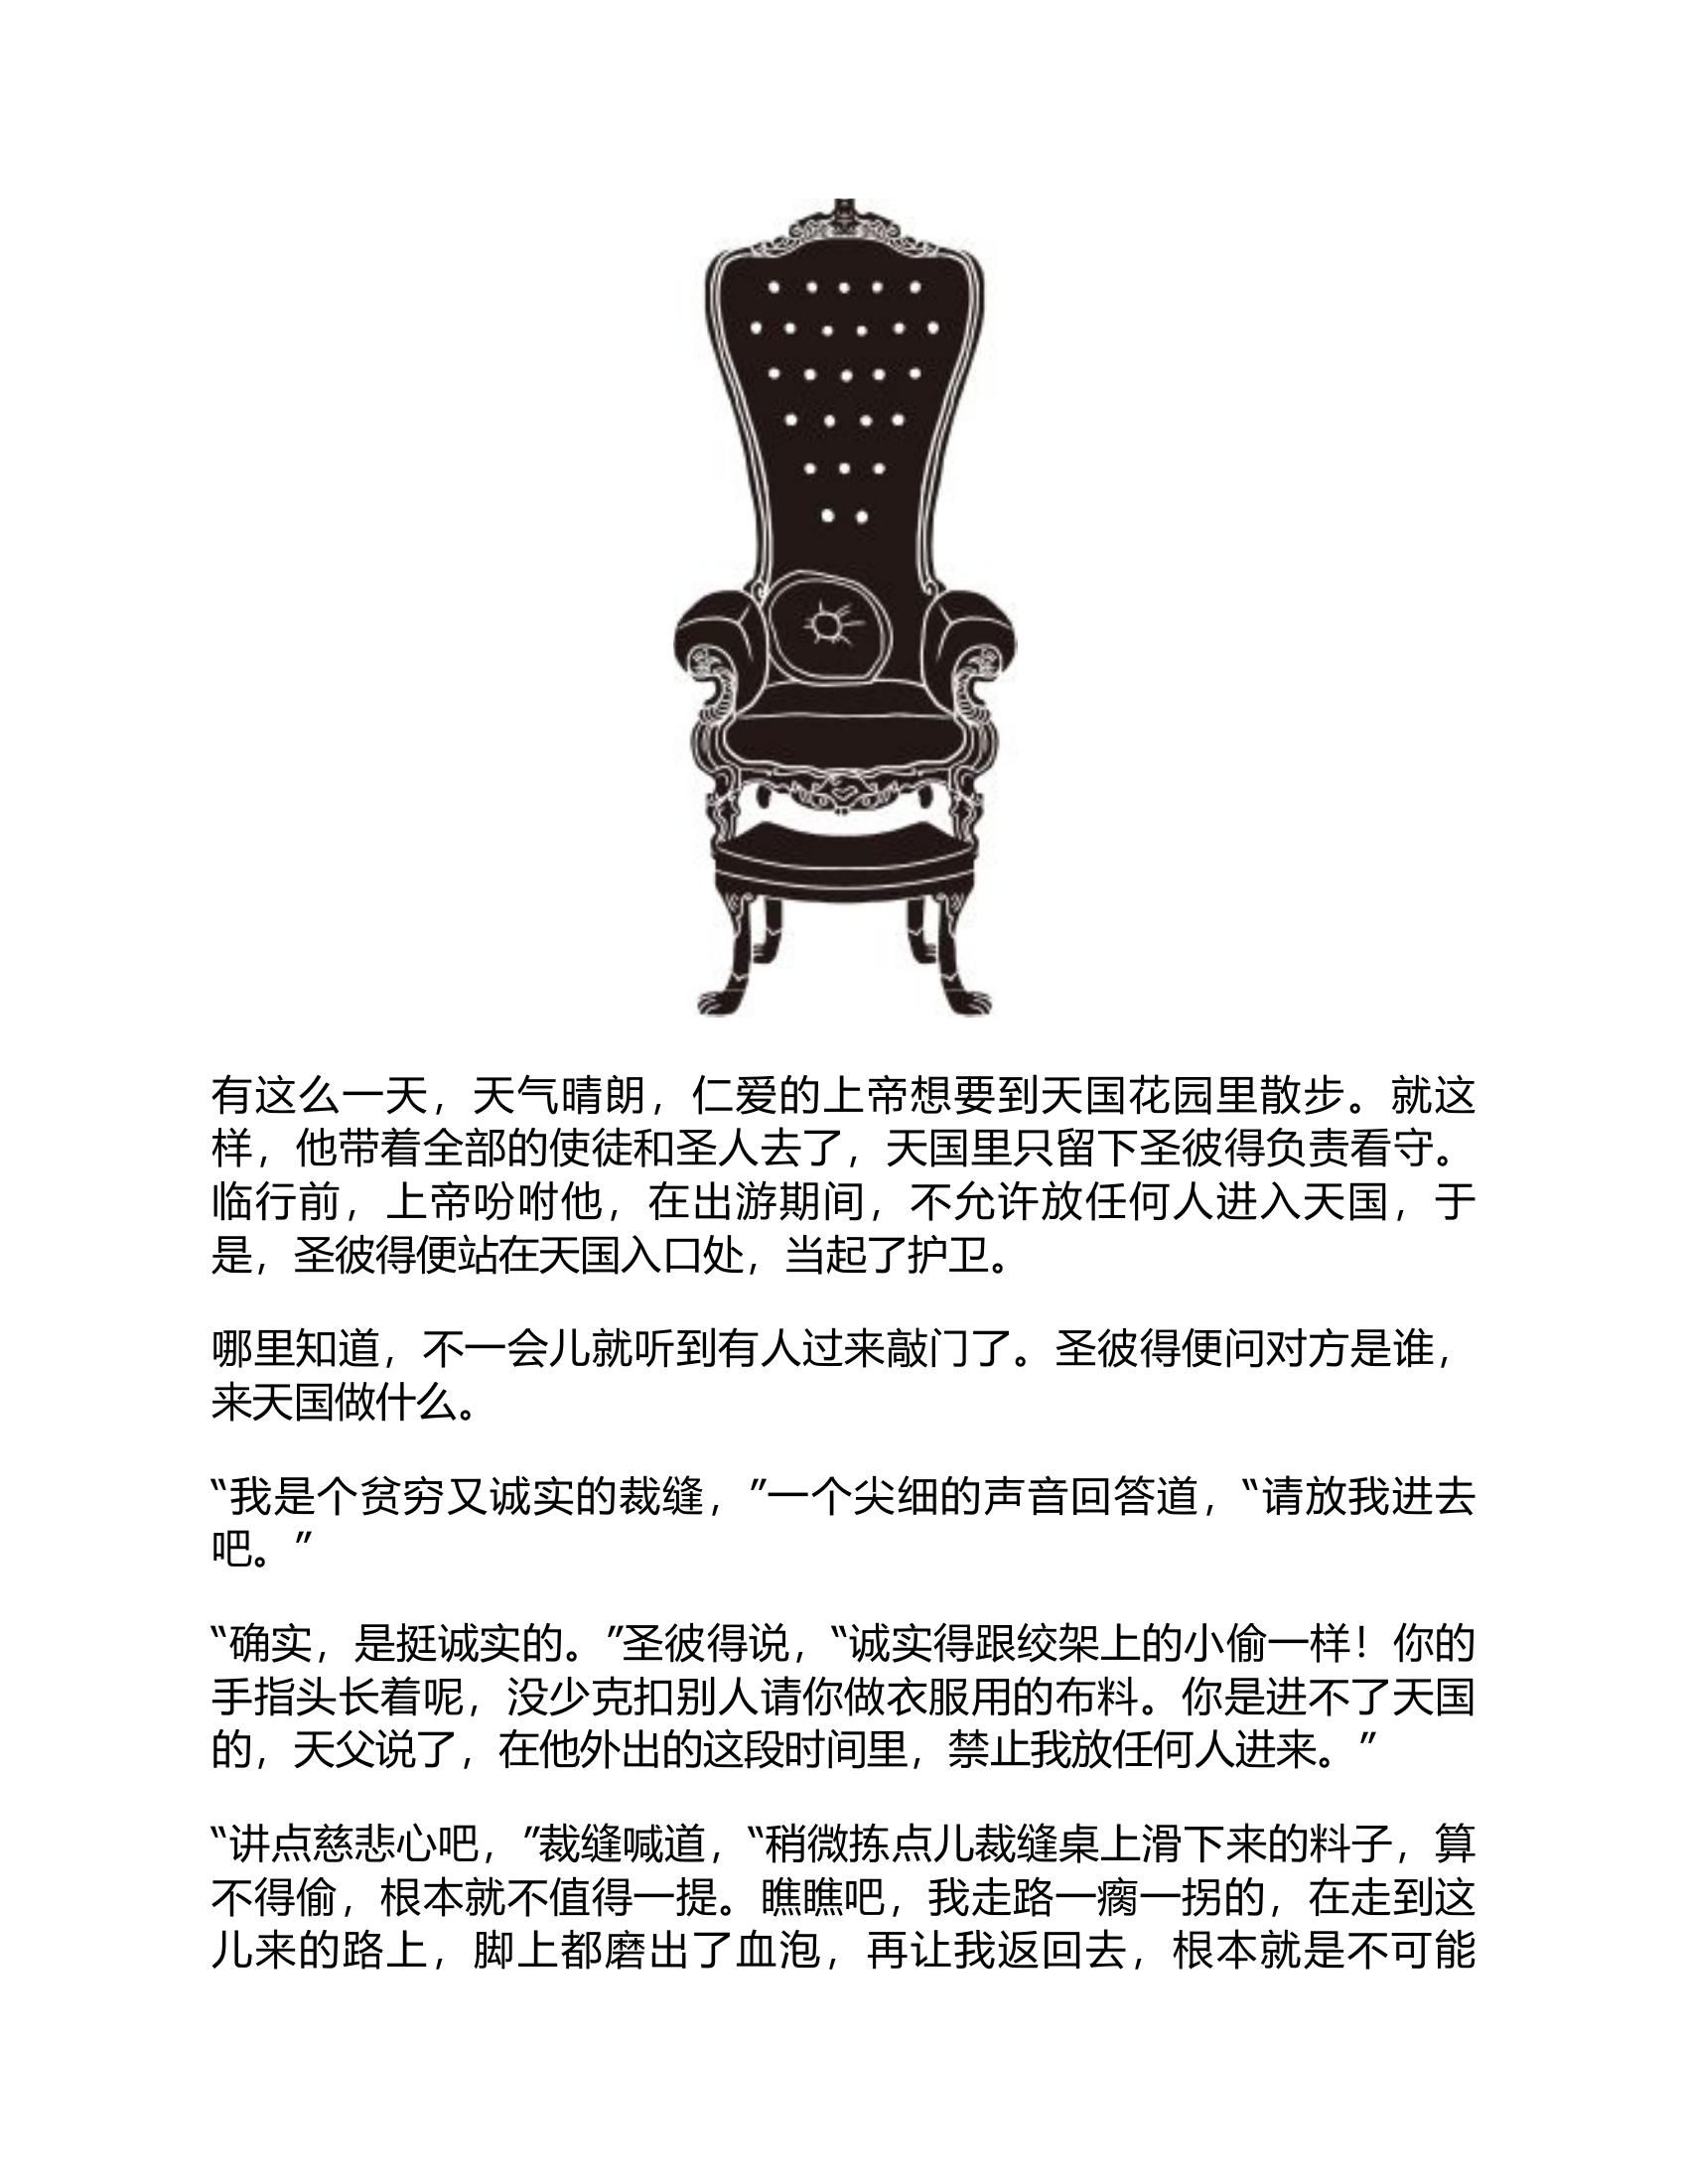 有这么一天，天气晴朗，仁爱的上帝想要到天国花园里散步。就这
样，他带着全部的使徒和圣人去了，天国里只留下圣彼得负责看守。
临行前，上帝吩咐他，在出游期间，不允许放任何人进入天国，于
是，圣彼得便站在天国入口处，当起了护卫。
哪里知道，不一会儿就听到有人过来敲门了。圣彼得便问对方是谁，
来天国做什么。
“我是个贫穷又诚实的裁缝，”一个尖细的声音回答道，“请放我进去
吧。”
“确实，是挺诚实的。”圣彼得说，“诚实得跟绞架上的小偷一样！你的
手指头长着呢，没少克扣别人请你做衣服用的布料。你是进不了天国
的，天父说了，在他外出的这段时间里，禁止我放任何人进来。”
“讲点慈悲心吧，”裁缝喊道，“稍微拣点儿裁缝桌上滑下来的料子，算
不得偷，根本就不值得一提。瞧瞧吧，我走路一瘸一拐的，在走到这
儿来的路上，脚上都磨出了血泡，再让我返回去，根本就是不可能